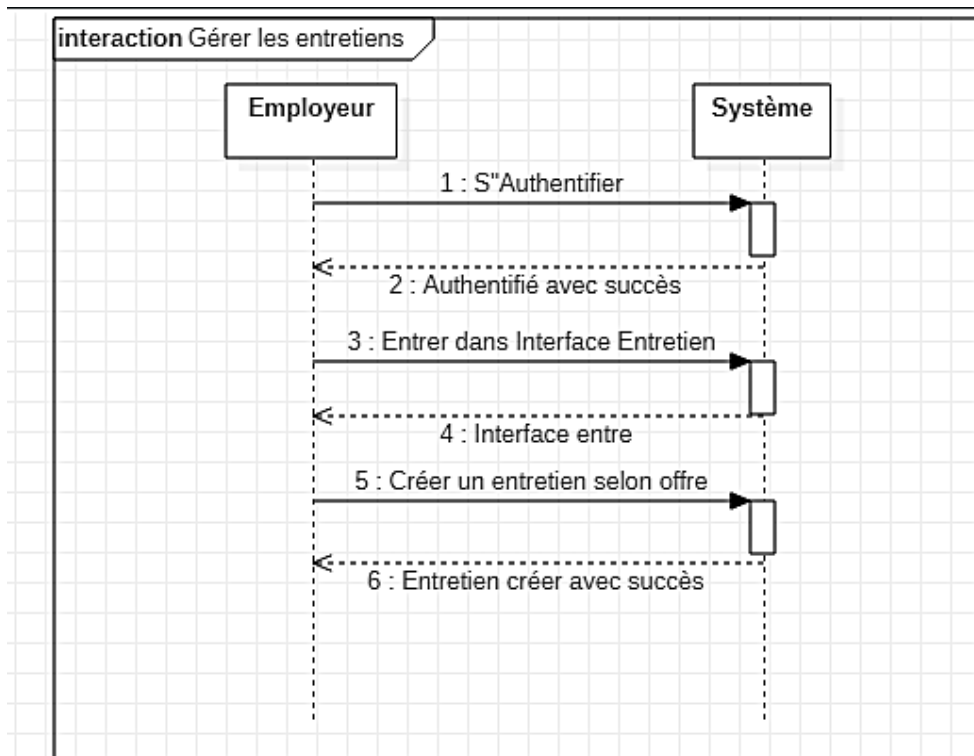 interaction Gérer les entretiens
Employeur
Système
1 : S"Authentifier
2 : Authentifié avec succès
3 : Entrer dans Interface Entretien
4 : Interface entre
5 : Créer un entretien selon offre
6 : Entretien créer avec succès